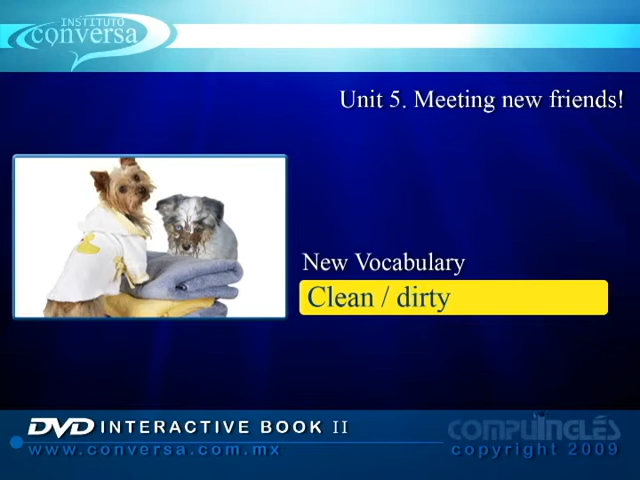 INSTITUTO
conversa
Unit 5. Meeting new friends!
New Vocabulary
Clean / dirty
DVD INTERACTIVE BOOK II
COMPUINGLÉS
www.conversa.com.mx
copyright 2009